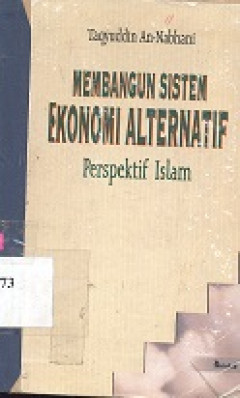 Taqyuddin An-Nabhani
MEMBANGUN SISTEM
EKONOMI ALTERNATIF
Perspektif Islam
73